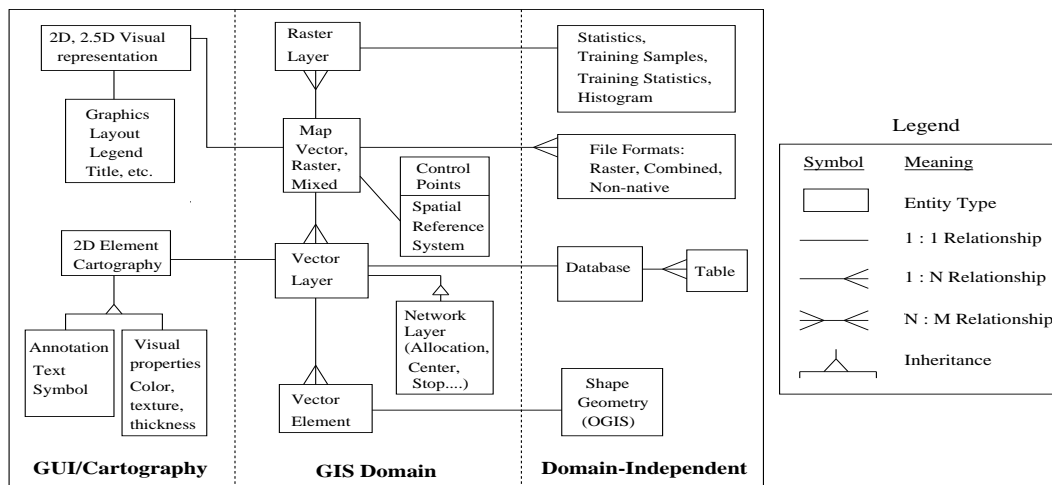 2D, 2.5D Visual
representation
Graphics
Layout
Legend
Title, etc.
2D Element
Cartography
Annotation
Text
Symbol
Visual
properties
Color,
texture,
thickness
GUI/Cartography
Raster
Layer
Map
Vector,
Raster,
Mixed
Control
Points
Spatial
Reference
System
Vector
Layer
Network
Layer
(Allocation,
Center,
Stop....)
Vector
Element
GIS Domain
Statistics,
Training Samples,
Training Statistics,
Histogram
File Formats:
Raster, Combined,
Non-native
Database
Table
Shape
Geometry
(OGIS)
Domain-Independent
Legend
Symbol Meaning
Entity Type
1 : 1 Relationship
1 : N Relationship
N : M Relationship
Inheritance